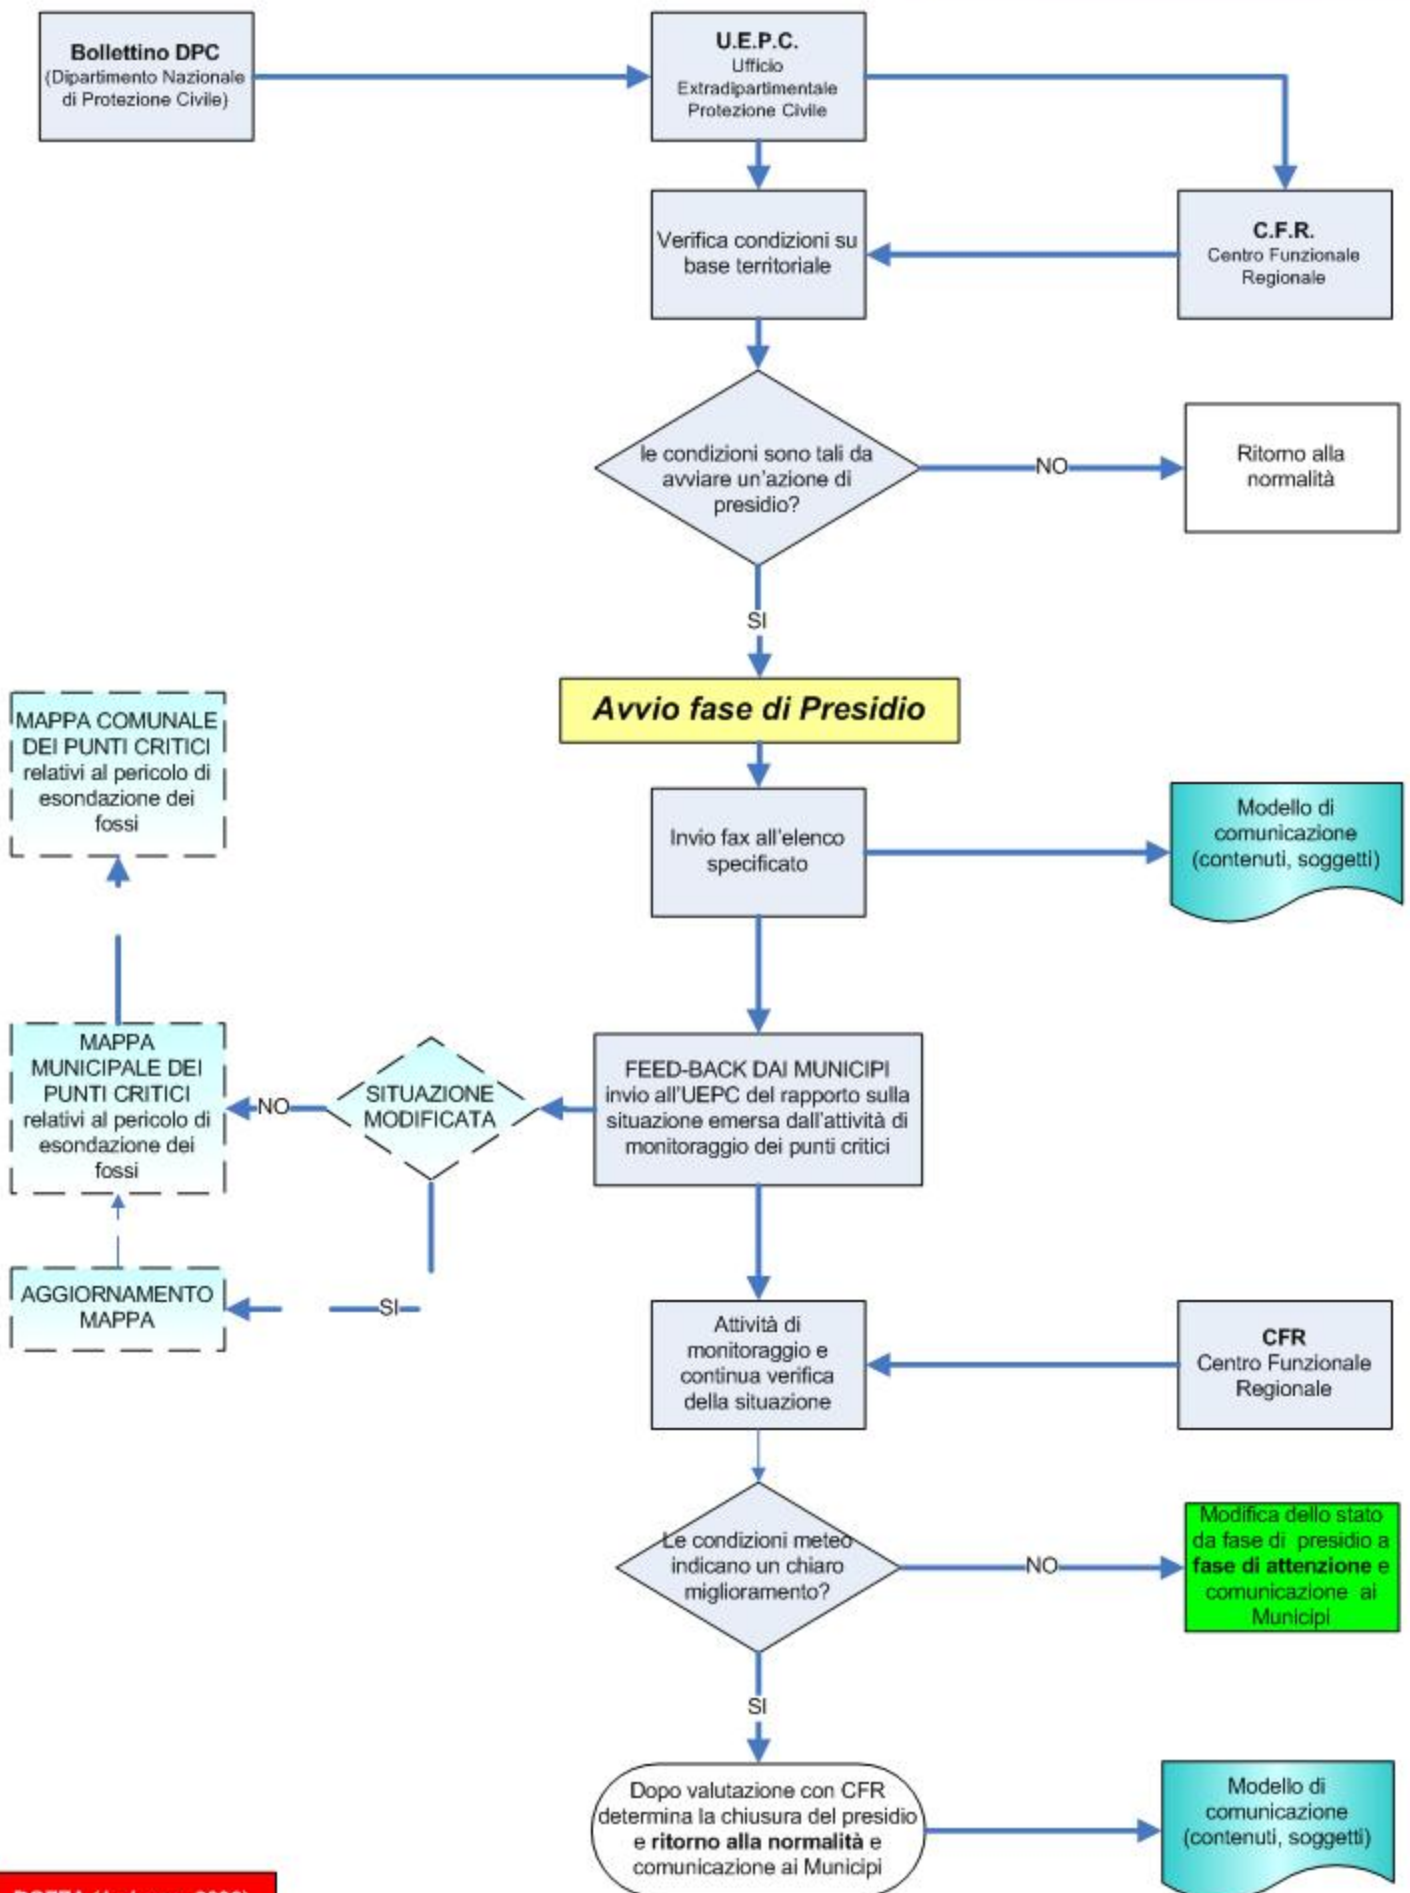 Bollettino DPC
(Dipartimento Nazionale
di Protezione Civile)
U.E.P.C.
Ufficio
Extradipartimentale
Protezione Civile
Verifica condizioni su
base territoriale
C.F.R.
Centro Funzionale
Regionale
le condizioni sono tali da
avviare un'azione di
presidio?
NO
Ritorno alla
normalità
SI
Avvio fase di Presidio
MAPPA COMUNALE
DEI PUNTI CRITICI
relativi al pericolo di
esondazione dei
fossi
Invio fax all'elenco
specificato
Modello di
comunicazione
(contenuti, soggetti)
MAPPA
MUNICIPALE DEI
PUNTI CRITICI
relativi al pericolo di
esondazione dei
fossi
NO
SITUAZIONE
MODIFICATA
FEED-BACK DAI MUNICIPI
invio all'UEPC del rapporto sulla
situazione emersa dall'attività di
monitoraggio dei punti critici
AGGIORNAMENTO
MAPPA
SI
Attività di
monitoraggio e
continua verifica
della situazione
CFR
Centro Funzionale
Regionale
Le condizioni meteo
indicano un chiaro
miglioramento?
NO
Modifica dello stato
da fase di presidio a
fase di attenzione e
comunicazione ai
Municipi
SI
Dopo valutazione con CFR
determina la chiusura del presidio
e ritorno alla normalità e
comunicazione ai Municipi
Modello di
comunicazione
(contenuti, soggetti)